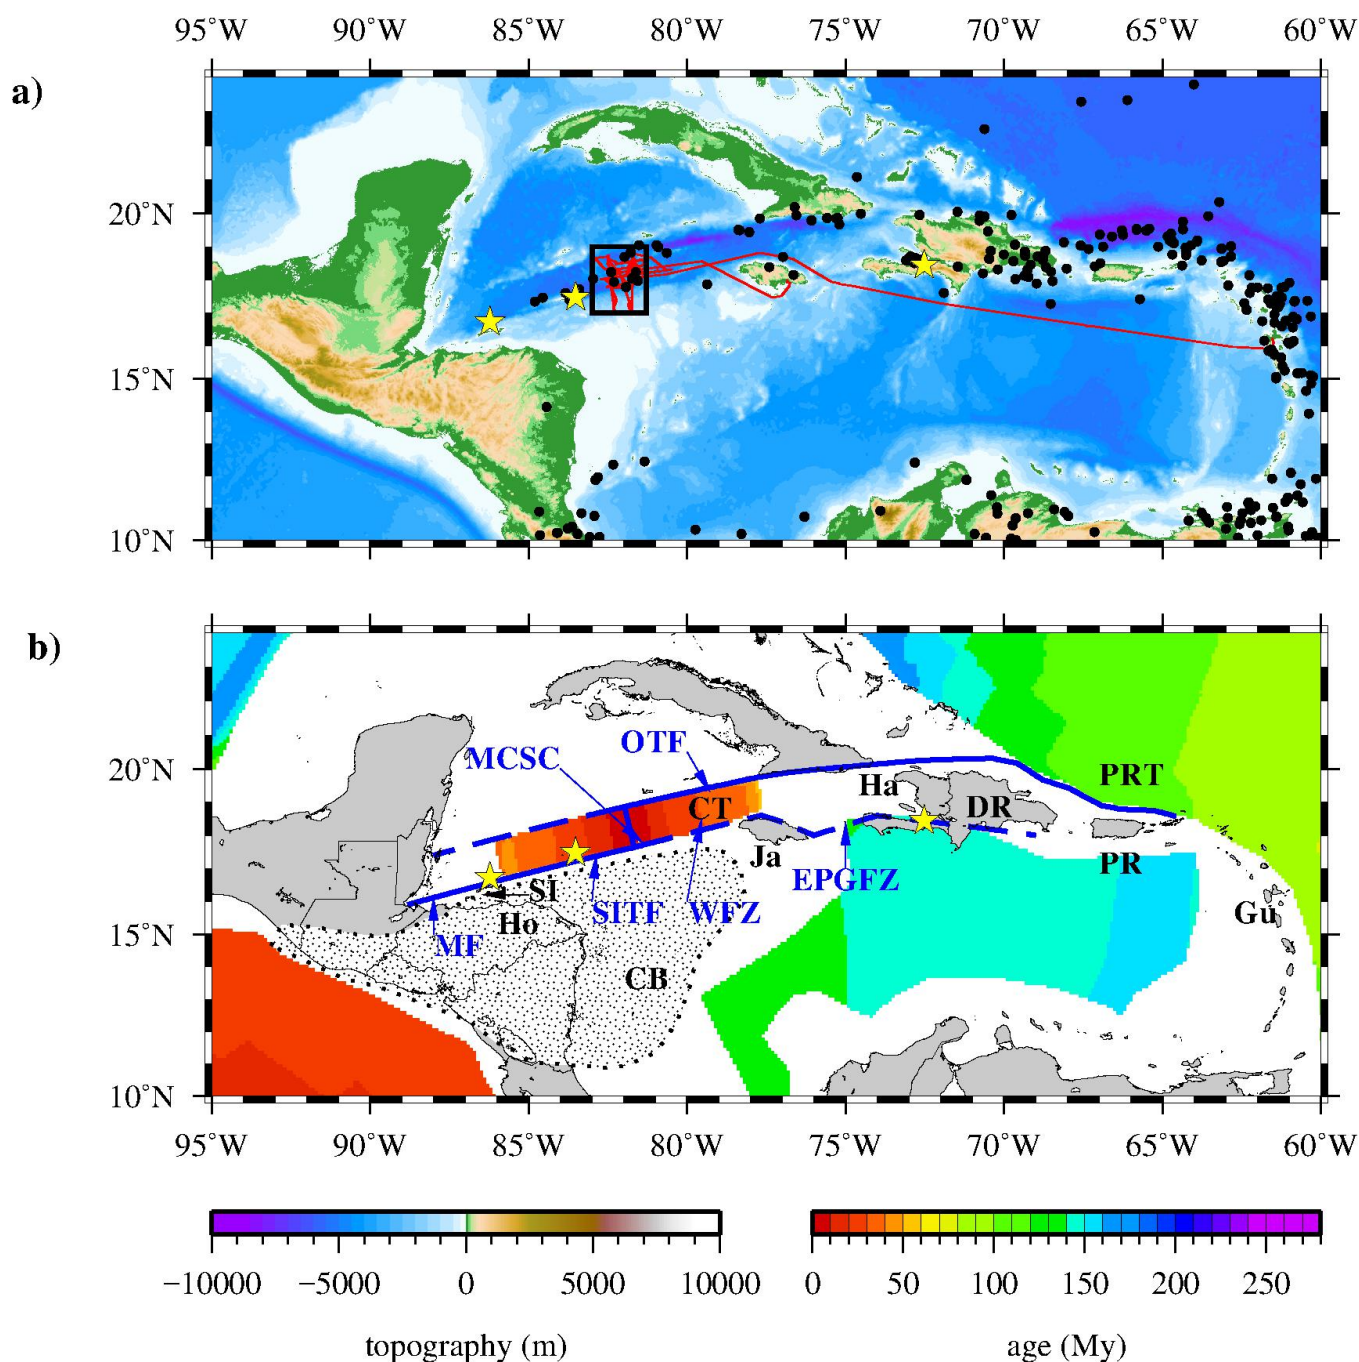 95°W 90°W 85°W 80°W 75°W 70°W 65°W 60°W
a)
20°N
15°N
10°N
b)
OTF
MCSC
20°N
PRT
Ha
CT
DR
Ja
PR
EPGFZ
SI
Gu
SITF
WFZ
Ho
15°N
MF
CB
10°N
95°W 90°W 85°W 80°W 75°W 70°W 65°W 60°W
−10000 −5000 0 5000 10000
0 50 100 150 200 250
topography (m)
age (My)